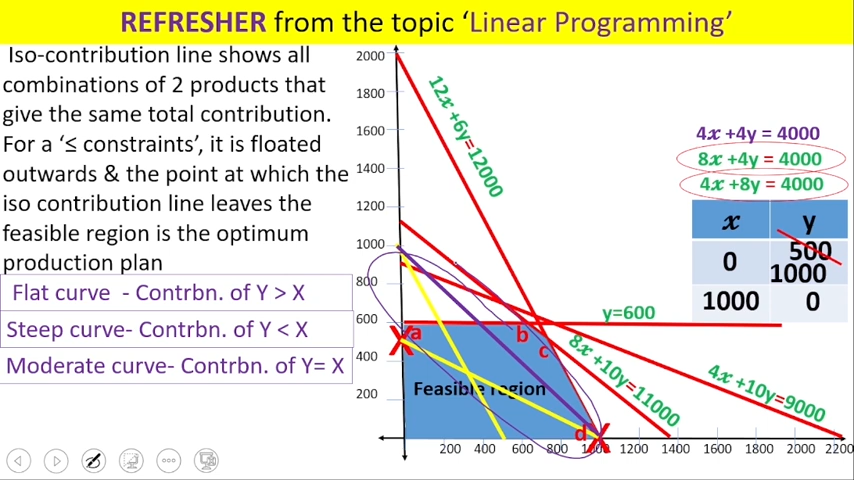 REFRESHER from the topic ‘Linear Programming’
Iso-contribution line shows all
combinations of 2 products that
give the same total contribution.
For a ‘≤ constraints’, it is floated
outwards & the point at which the
iso contribution line leaves the
feasible region is the optimum
production plan
Flat curve - Contrbn. of Y > X
Steep curve- Contrbn. of Y < X
Moderate curve- Contrbn. of Y= X
2000
1800
1600
1400
1200
1000
800
600
400
200
12x +6y=12000
y=600
8x +10y=11000
4x +10y=9000
a
b
c
d
X
X
Feasible region
200 400 600 800 1000 1200 1400 1600 1800 2000 2200
4x +4y = 4000
8x +4y = 4000
4x +8y = 4000
x y
0 500
1000
1000 0